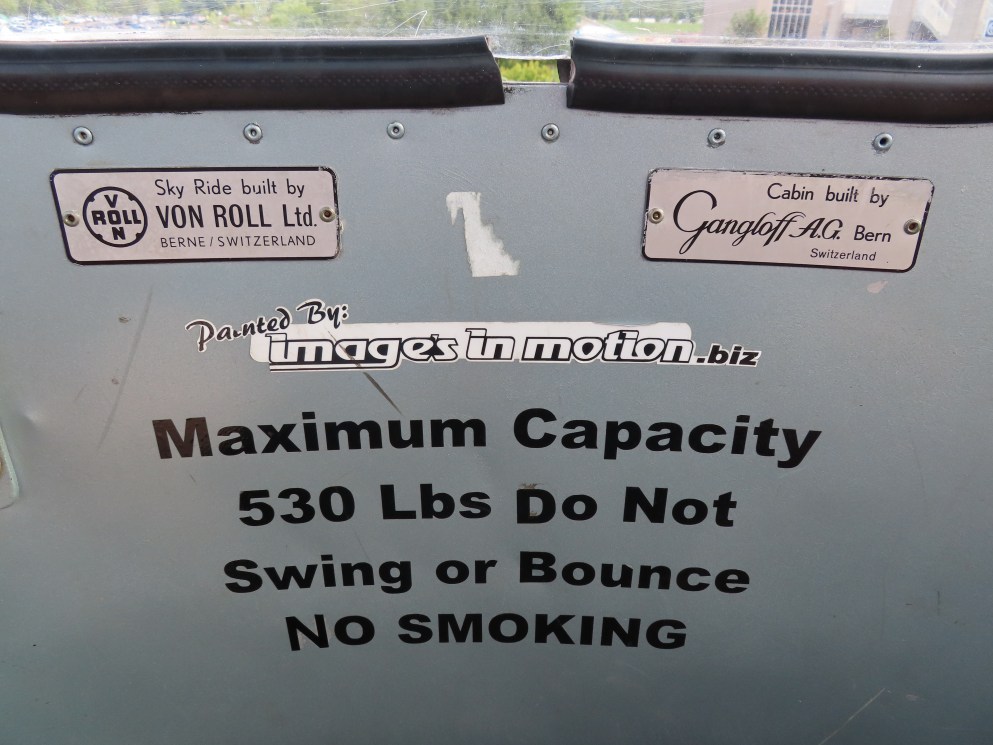 V
ROLL
N
Sky Ride built by
VON ROLL Ltd.
BERNE / SWITZERLAND
Cabin built by
Gangloff A.G. Bern
Switzerland
Painted By:
images in motion.biz
Maximum Capacity
530 Lbs Do Not
Swing or Bounce
NO SMOKING